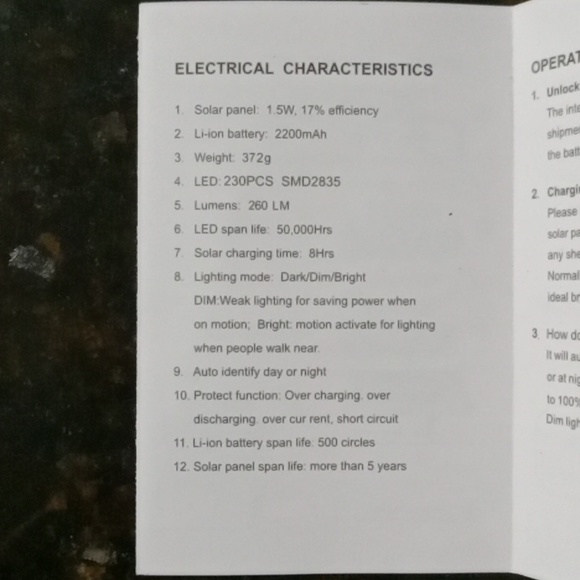 ELECTRICAL CHARACTERISTICS
1. Solar panel: 1.5W, 17% efficiency
2. Li-ion battery: 2200mAh
3. Weight: 372g
4. LED: 230PCS SMD2835
5. Lumens: 260 LM
6. LED span life: 50,000Hrs
7. Solar charging time: 8Hrs
8. Lighting mode: Dark/Dim/Bright
DIM:Weak lighting for saving power when
on motion; Bright: motion activate for lighting
when people walk near.
9. Auto identify day or night
10. Protect function: Over charging. over
discharging. over cur rent, short circuit
11. Li-ion battery span life: 500 circles
12. Solar panel span life: more than 5 years
OPERAT
1. Unlock
The inte
shipmen
the batt
2. Chargi
Please
solar pa
any she
Normal
ideal br
3. How do
It will au
or at nig
to 100%
Dim ligh